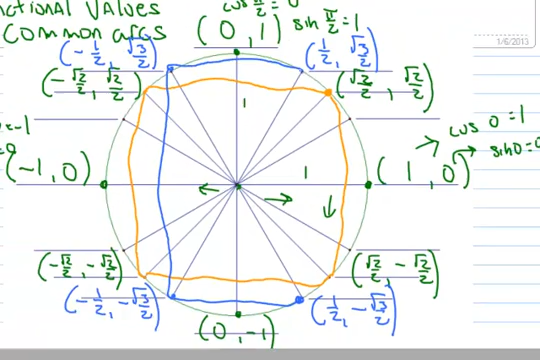 nctional Values
common arcs
cos π/2 = 0
sin π/2 = 1
(0, 1)
1/6/2013
(-1/2, √3/2)
(1/2, √3/2)
(-√2/2, √2/2)
(√2/2, √2/2)
1
= -1
cos 0 = 1
sin 0 = 0
(-1, 0)
1
(1, 0)
(-√2/2, -√2/2)
(√2/2 - √2/2)
(-1/2, -√3/2)
(1/2, -√3/2)
(0, -1)